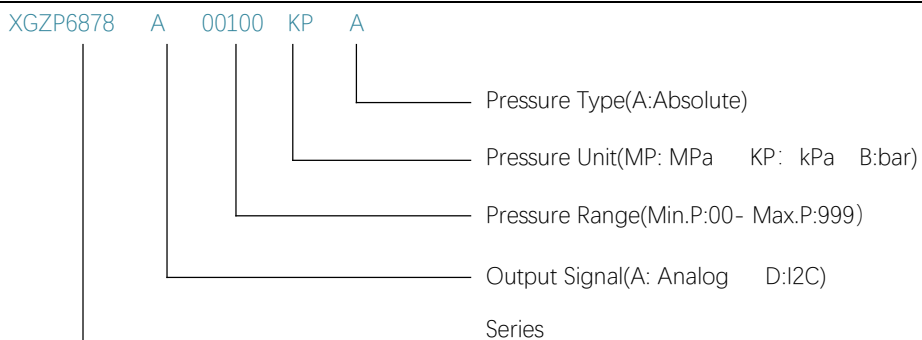 XGZP6878 A 00100 KP A
Pressure Type(A:Absolute)
Pressure Unit(MP: MPa KP：kPa B:bar)
Pressure Range(Min.P:00- Max.P:999）
Output Signal(A: Analog D:I2C)
Series